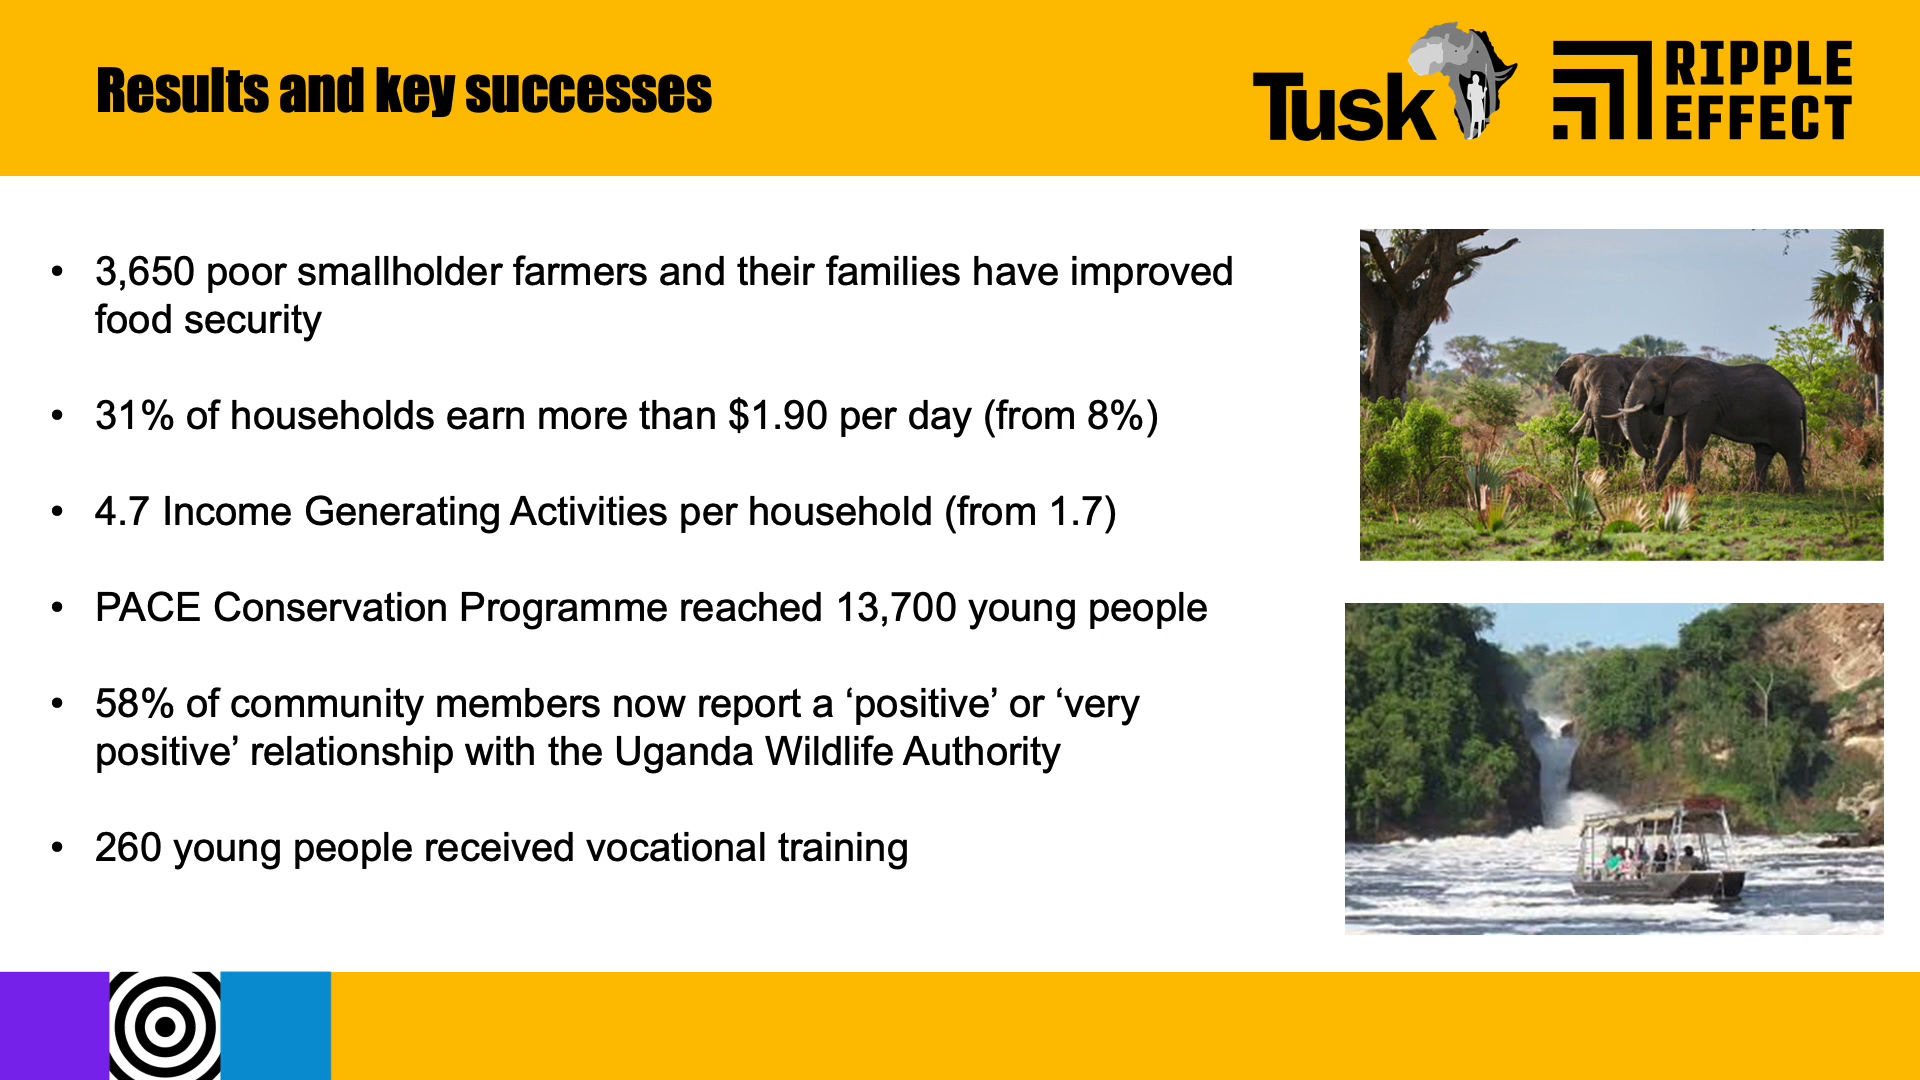 Results and key successes
Tusk
RIPPLE
EFFECT
• 3,650 poor smallholder farmers and their families have improved
food security
• 31% of households earn more than $1.90 per day (from 8%)
• 4.7 Income Generating Activities per household (from 1.7)
• PACE Conservation Programme reached 13,700 young people
• 58% of community members now report a ‘positive’ or ‘very
positive’ relationship with the Uganda Wildlife Authority
• 260 young people received vocational training